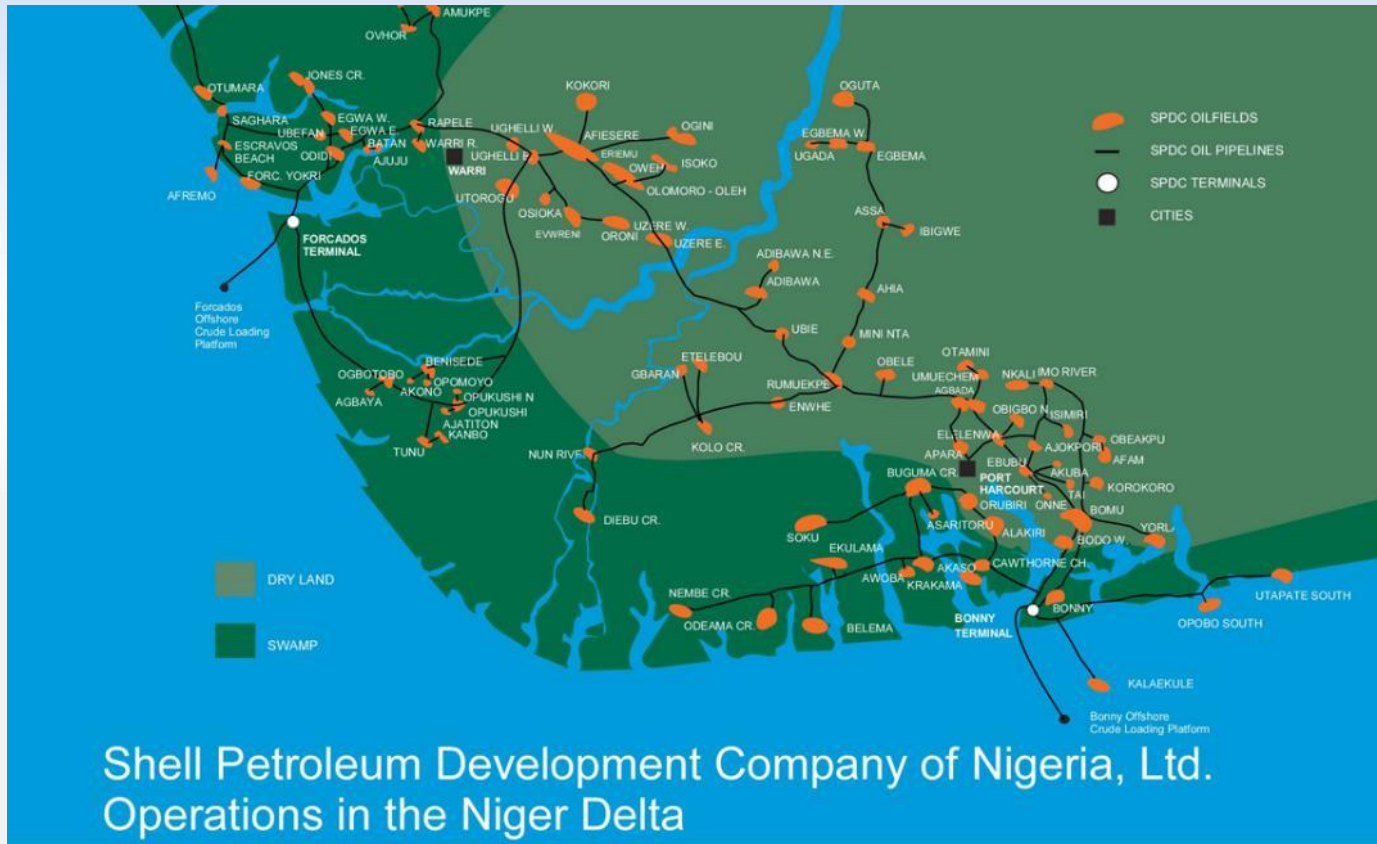 AMUKPE
OVHOR
JONES CR.
OTUMARA
SAGHARA
EGWA W.
UBEFAN
EGWA E.
ESCRAVOS
BEACH
ODIDI
BATAN
AJUJU
RAPELE
WARRI R.
WARRI
FORC. YOKRI
AFREMO
FORCADOS
TERMINAL
Forcados
Offshore
Crude Loading
Platform
KOKORI
UGHELLI W.
AFIESERE
OGINI
ERIEMU
UGHELLI E
OWEH
ISOKO
OLOMORO - OLEH
UTOROGU
OSIOKA
EVWRENI
ORONI
UZERE W.
UZERE E.
OGUTA
EGBEMA W.
UGADA
EGBEMA
ASSA
IBIGWE
ADIBAWA N.E.
ADIBAWA
AHIA
UBIE
MINI NTA
SPDC OILFIELDS
SPDC OIL PIPELINES
SPDC TERMINALS
CITIES
BENISEDE
OGBOTOBO
OPOMOYO
AKONO
AGBAYA
OPUKUSHI N
OPUKUSHI
AJATITON
KANBO
TUNU
ETELEBOU
GBARAN
RUMUEKPE
OBELE
ENWHE
KOLO CR.
NUN RIVE
DIEBU CR.
OTAMINI
UMUECHEM
AGBADA
NKALI
IMO RIVER
OBIGBO N.
ISIMIRI
ELELENWA
AJOKPORI
OBEAKPU
APARA
EBUBU
AFAM
AKUBA
PORT
HARCOURT
TAI
KOROKORO
BUGUMA CR.
ORUBIRI
ONNE
BOMU
SOKU
ASARITORU
ALAKIRI
BODO W.
YORL
EKULAMA
AWOBA
AKASO
CAWTHORNE CH.
KRAKAMA
NEMBE CR.
ODEAMA CR.
BELEMA
BONNY
BONNY
TERMINAL
UTAPATE SOUTH
OPOBO SOUTH
KALAEKULE
Bonny Offshore
Crude Loading Platform
DRY LAND
SWAMP
Shell Petroleum Development Company of Nigeria, Ltd.
Operations in the Niger Delta